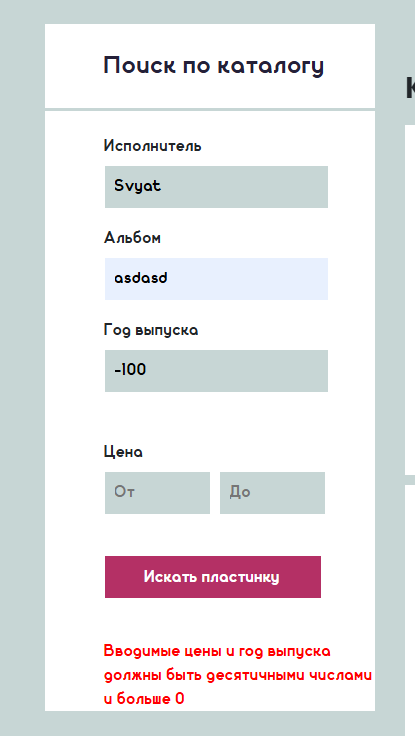 Поиск по каталогу
Исполнитель
Svyat
Альбом
asdasd
Год выпуска
-100
Цена
От До
Искать пластинку
Вводимые цены и год выпуска
должны быть десятичными числами
и больше 0